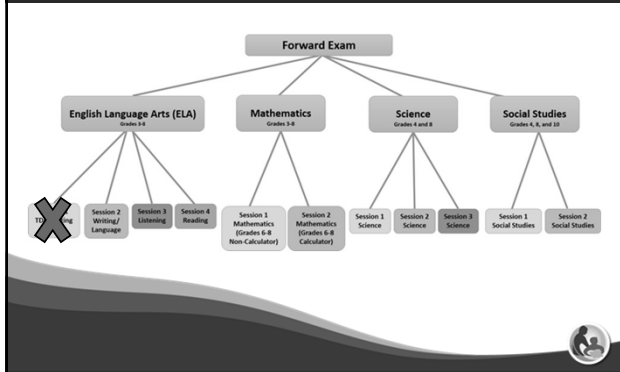 Forward Exam
English Language Arts (ELA)
Grades 3-8
Mathematics
Grades 3-8
Science
Grades 4 and 8
Social Studies
Grades 4, 8, and 10
Session 2
Writing/
Language
Session 3
Listening
Session 4
Reading
Session 1
Mathematics
(Grades 6-8
Non-Calculator)
Session 2
Mathematics
(Grades 6-8
Calculator)
Session 1
Science
Session 2
Science
Session 3
Science
Session 1
Social Studies
Session 2
Social Studies